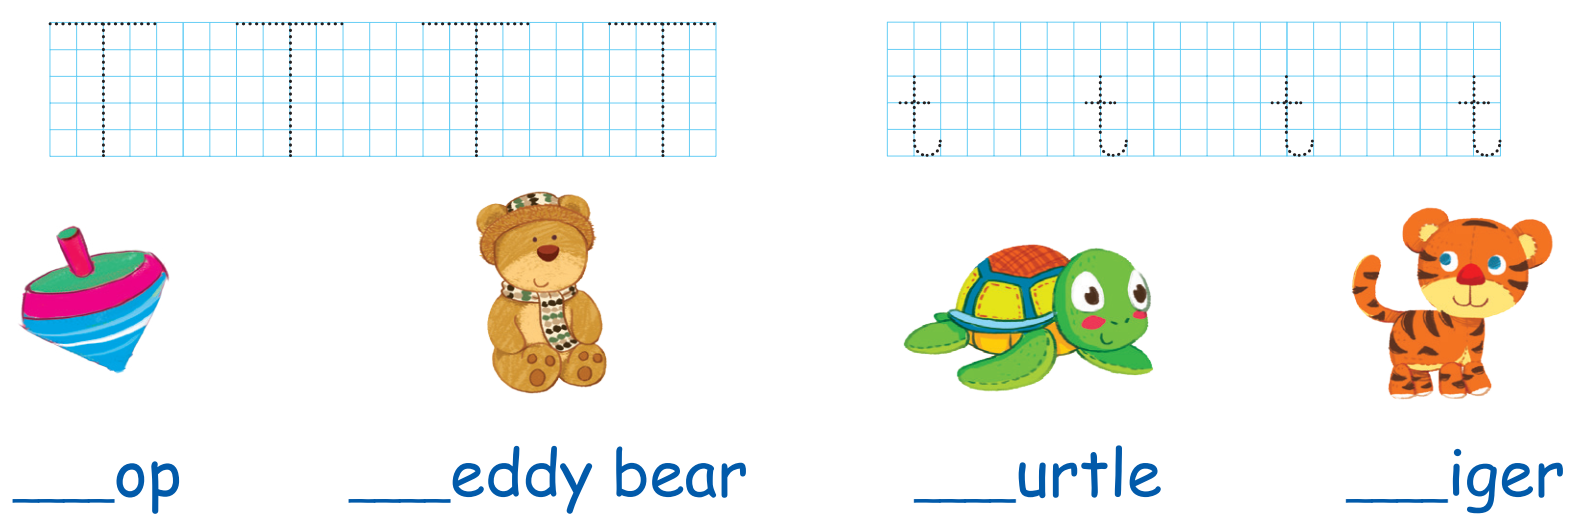 T T T T
t t t t
___op ___eddy bear ___urtle ___iger